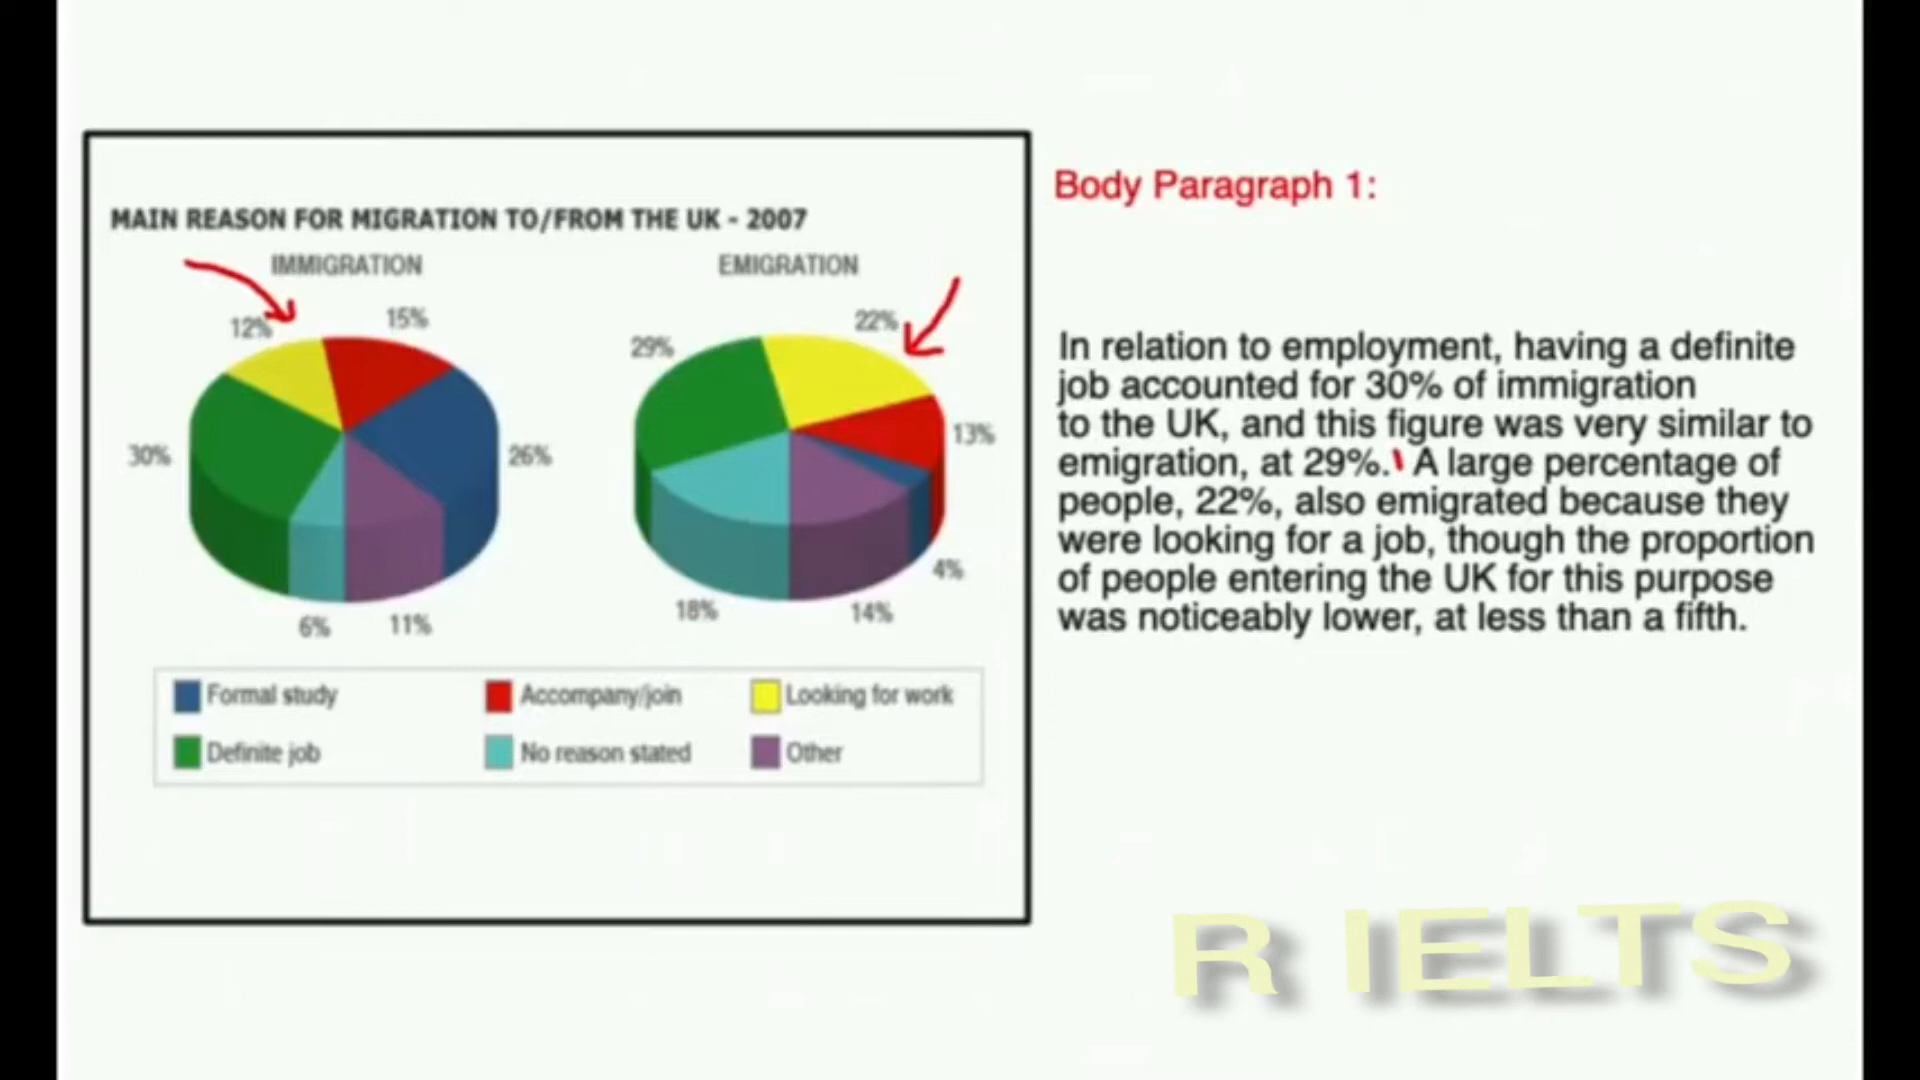 MAIN REASON FOR MIGRATION TO/FROM THE UK - 2007
IMMIGRATION
EMIGRATION
12%
15%
30%
26%
6%
11%
29%
22%
13%
4%
18%
14%
Formal study
Accompany/join
Looking for work
Definite job
No reason stated
Other
Body Paragraph 1:
In relation to employment, having a definite
job accounted for 30% of immigration
to the UK, and this figure was very similar to
emigration, at 29%. A large percentage of
people, 22%, also emigrated because they
were looking for a job, though the proportion
of people entering the UK for this purpose
was noticeably lower, at less than a fifth.
R IELTS